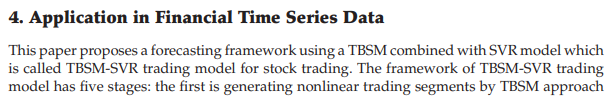 4. Application in Financial Time Series Data
This paper proposes a forecasting framework using a TBSM combined with SVR model which
is called TBSM-SVR trading model for stock trading. The framework of TBSM-SVR trading
model has five stages: the first is generating nonlinear trading segments by TBSM approach